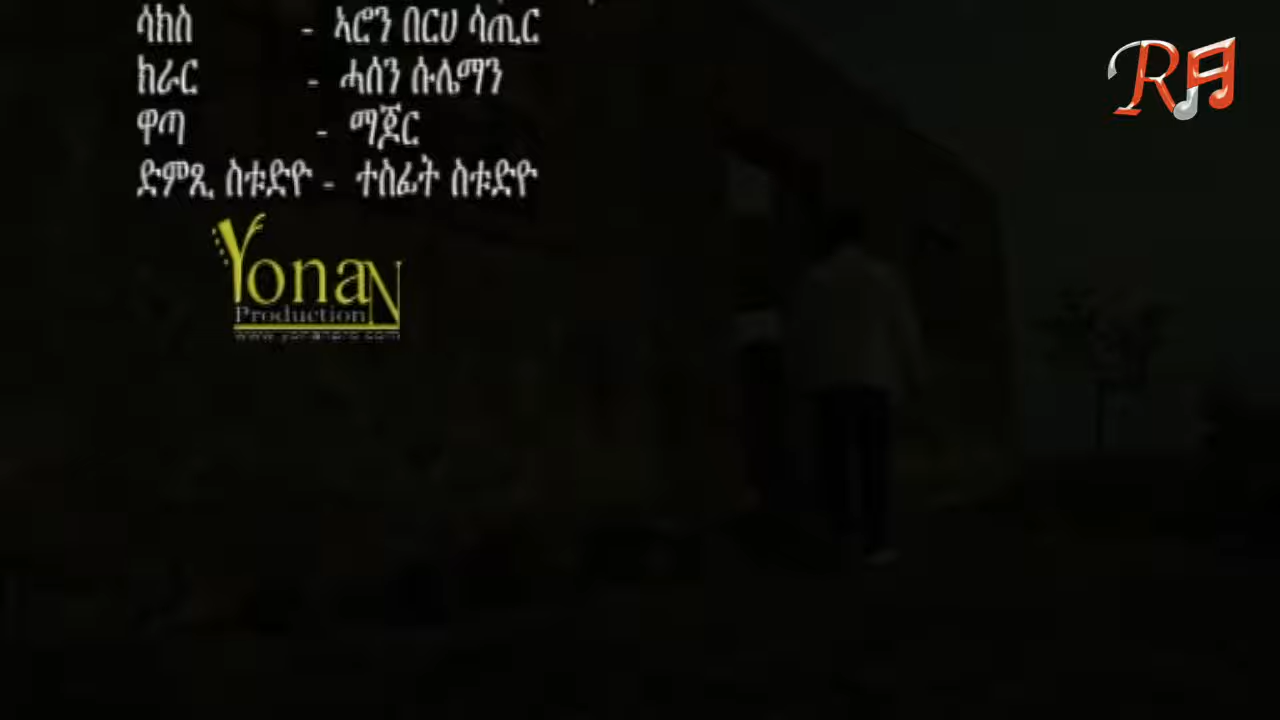 ሳክስ - ኣሮን በርሀ ሳጢር
ክራር - ሓሰን ሱሌማን
ዋጣ - ማጆር
ድምጺ ስቱድዮ - ተስፊት ስቱድዮ
YonaN
Production
R